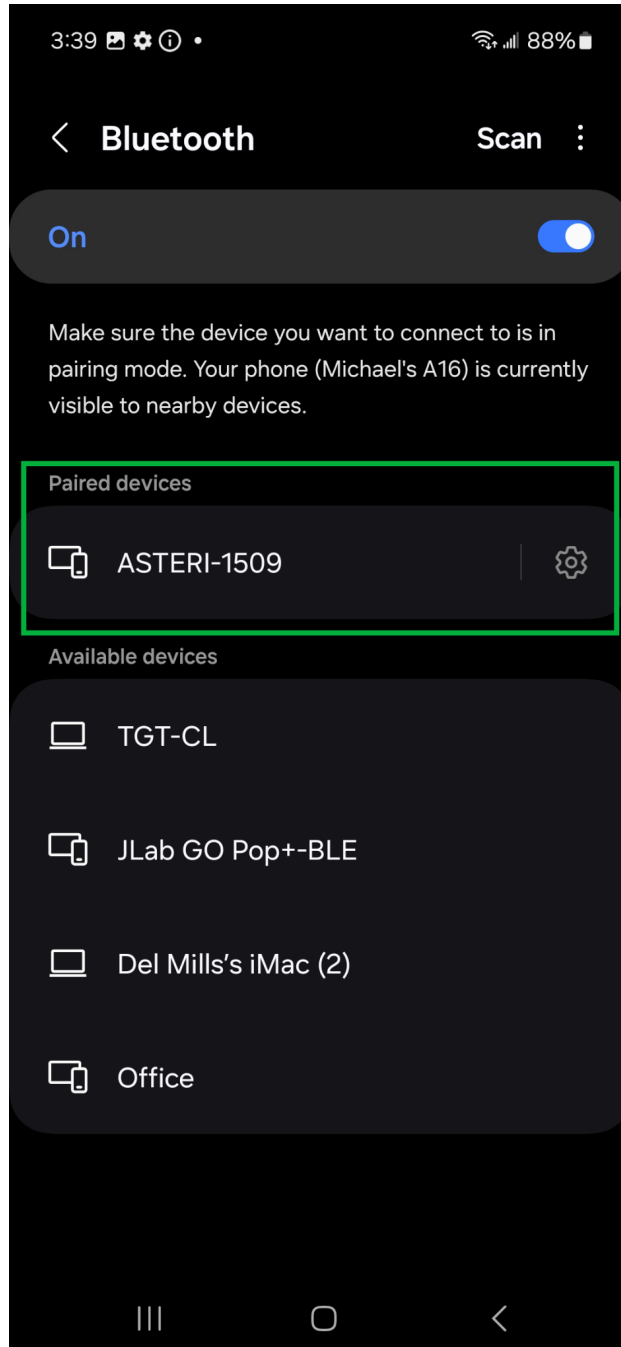 3:39 88%
Bluetooth Scan
On
Make sure the device you want to connect to is in
pairing mode. Your phone (Michael's A16) is currently
visible to nearby devices.
Paired devices
ASTERI-1509
Available devices
TGT-CL
JLab GO Pop+-BLE
Del Mills’s iMac (2)
Office